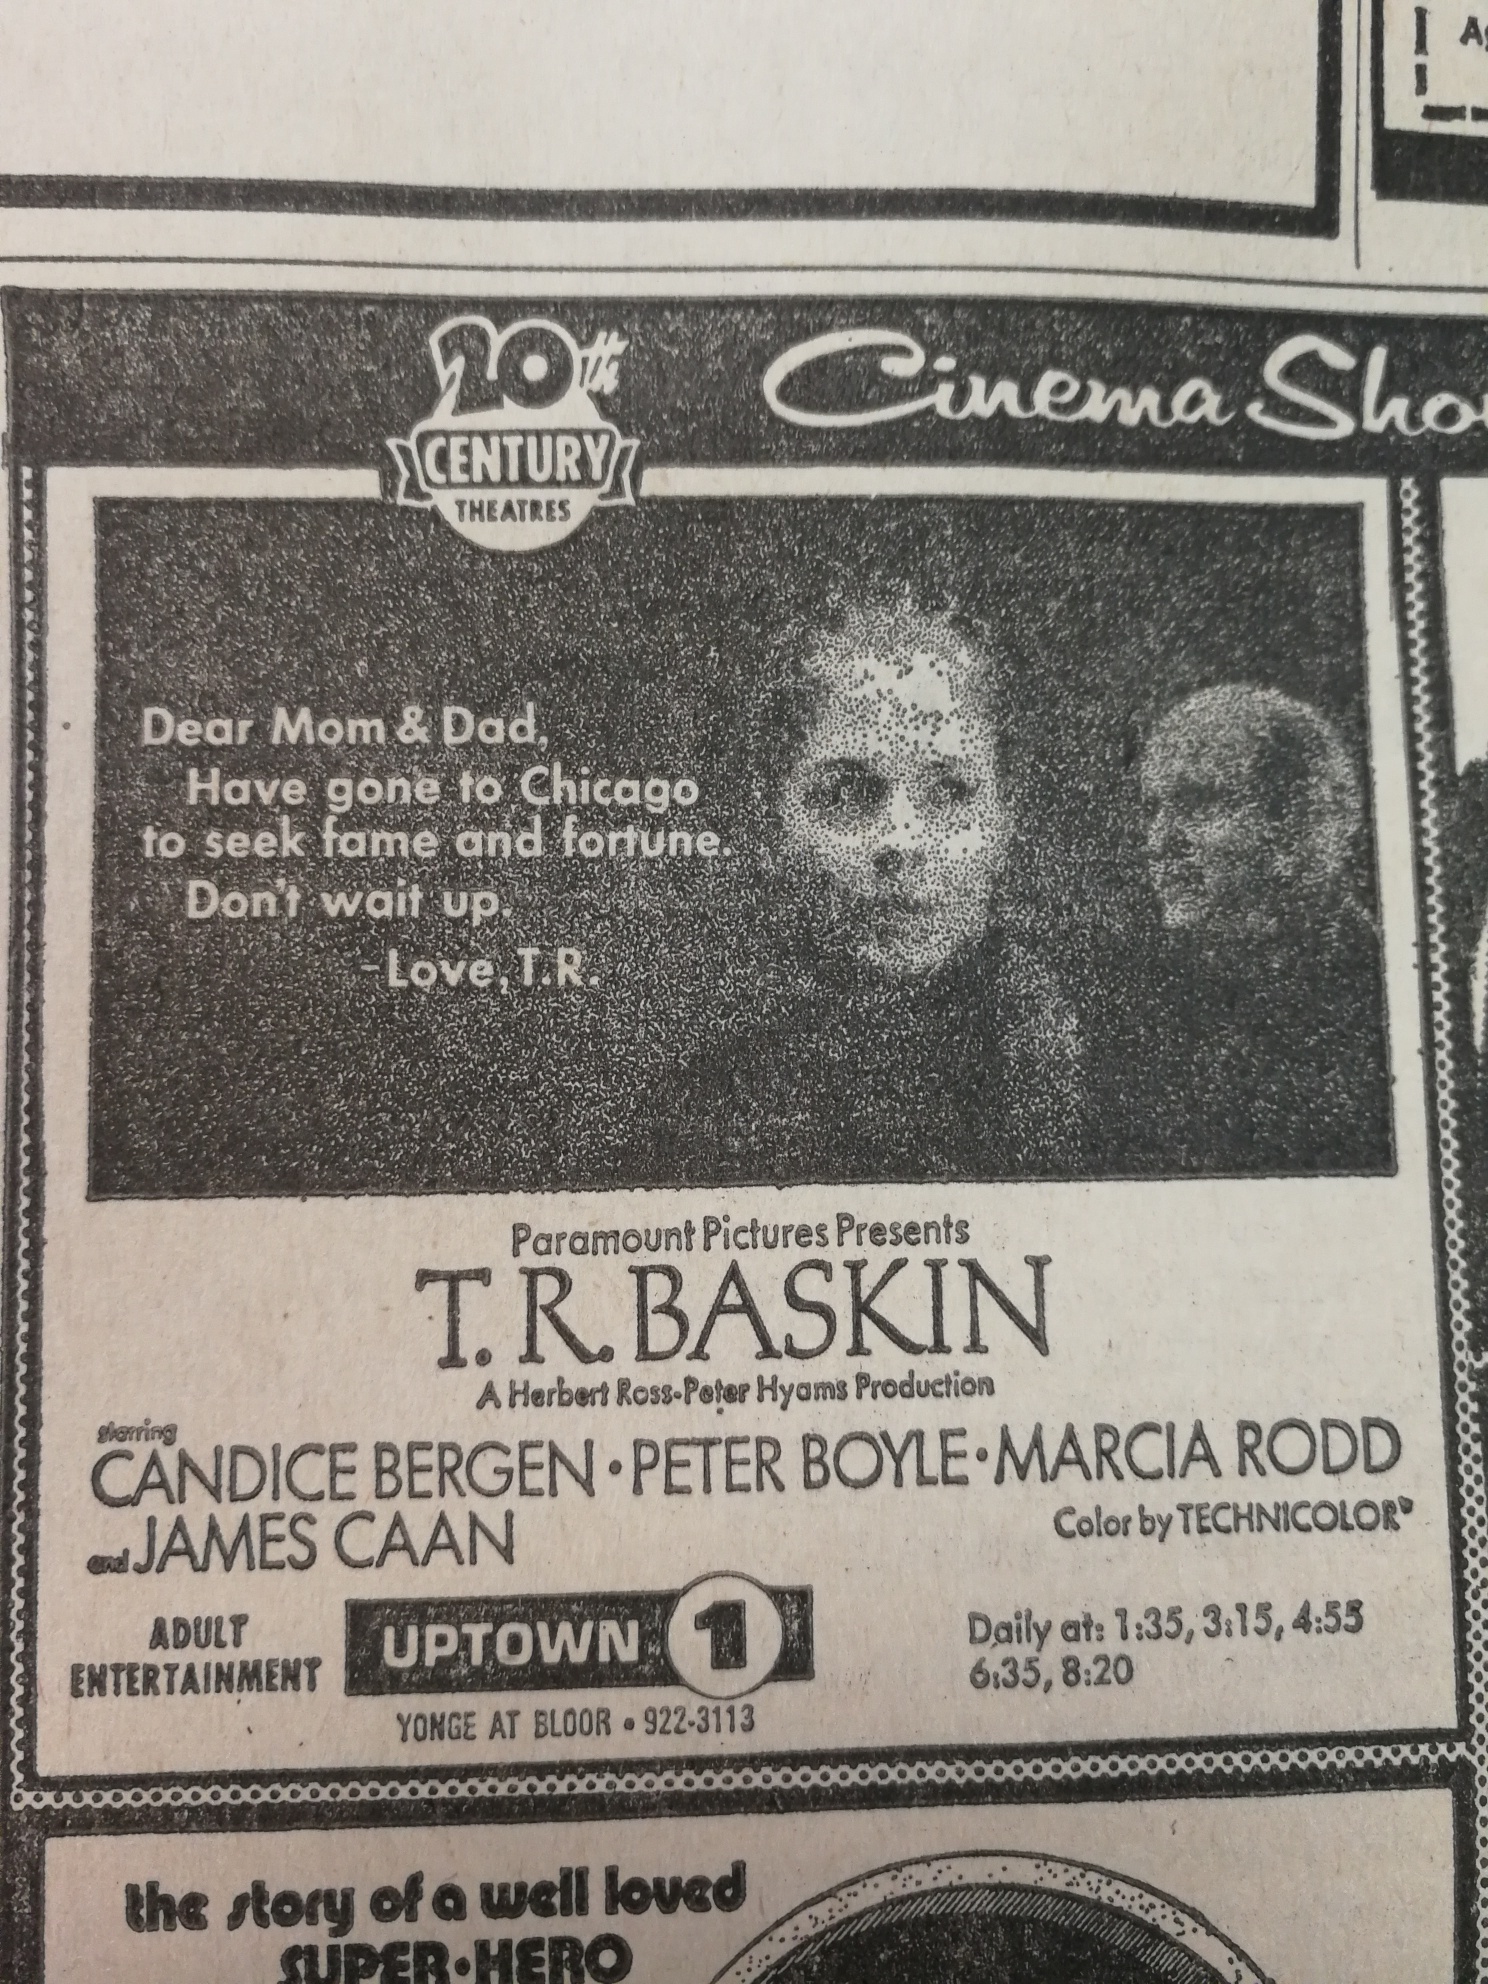 20th
CENTURY
THEATRES
Cinema
Dear Mom & Dad,
Have gone to Chicago
to seek fame and fortune.
Don't wait up.
-Love, T.R.
Paramount Pictures Presents
T. R. BASKIN
A Herbert Ross-Peter Hyams Production
starring
CANDICE BERGEN • PETER BOYLE • MARCIA RODD
and JAMES CAAN
Color by TECHNICOLOR®
ADULT
ENTERTAINMENT
UPTOWN 1
YONGE AT BLOOR • 922-3113
Daily at: 1:35, 3:15, 4:55
6:35, 8:20
the story of a well loved
SUPER•HERO